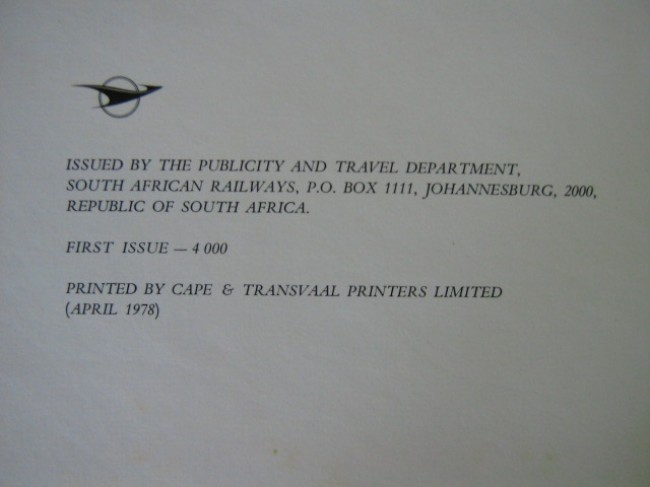 ISSUED BY THE PUBLICITY AND TRAVEL DEPARTMENT,
SOUTH AFRICAN RAILWAYS, P.O. BOX 1111, JOHANNESBURG, 2000,
REPUBLIC OF SOUTH AFRICA.
FIRST ISSUE — 4 000
PRINTED BY CAPE & TRANSVAAL PRINTERS LIMITED
(APRIL 1978)